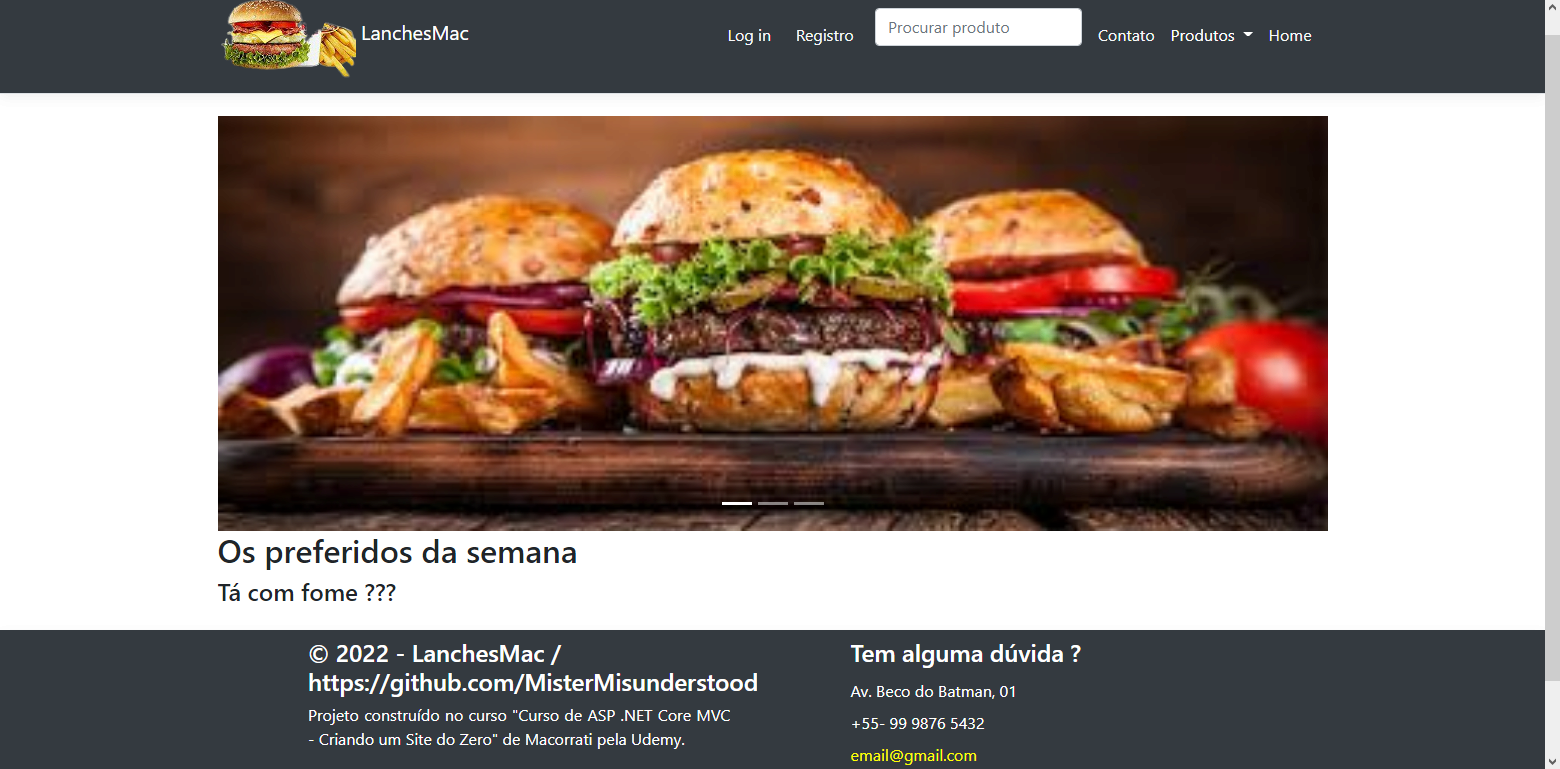 LanchesMac
Log in
Registro
Procurar produto
Contato
Produtos
Home
Os preferidos da semana
Tá com fome ???
© 2022 - LanchesMac /
https://github.com/MisterMisunderstood
Projeto construído no curso "Curso de ASP .NET Core MVC
- Criando um Site do Zero" de Macorrati pela Udemy.
Tem alguma dúvida ?
Av. Beco do Batman, 01
+55- 99 9876 5432
email@gmail.com